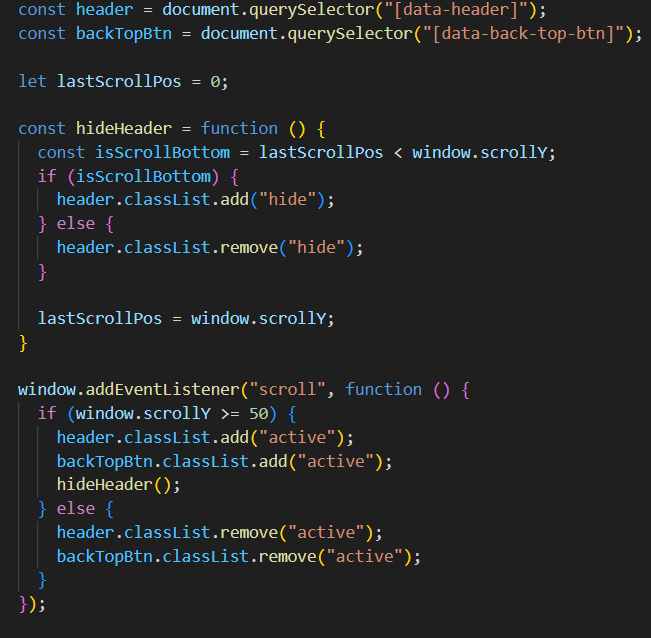 const header = document.querySelector("[data-header]");
const backTopBtn = document.querySelector("[data-back-top-btn]");

let lastScrollPos = 0;

const hideHeader = function () {
  const isScrollBottom = lastScrollPos < window.scrollY;
  if (isScrollBottom) {
    header.classList.add("hide");
  } else {
    header.classList.remove("hide");
  }

  lastScrollPos = window.scrollY;
}

window.addEventListener("scroll", function () {
  if (window.scrollY >= 50) {
    header.classList.add("active");
    backTopBtn.classList.add("active");
    hideHeader();
  } else {
    header.classList.remove("active");
    backTopBtn.classList.remove("active");
  }
});